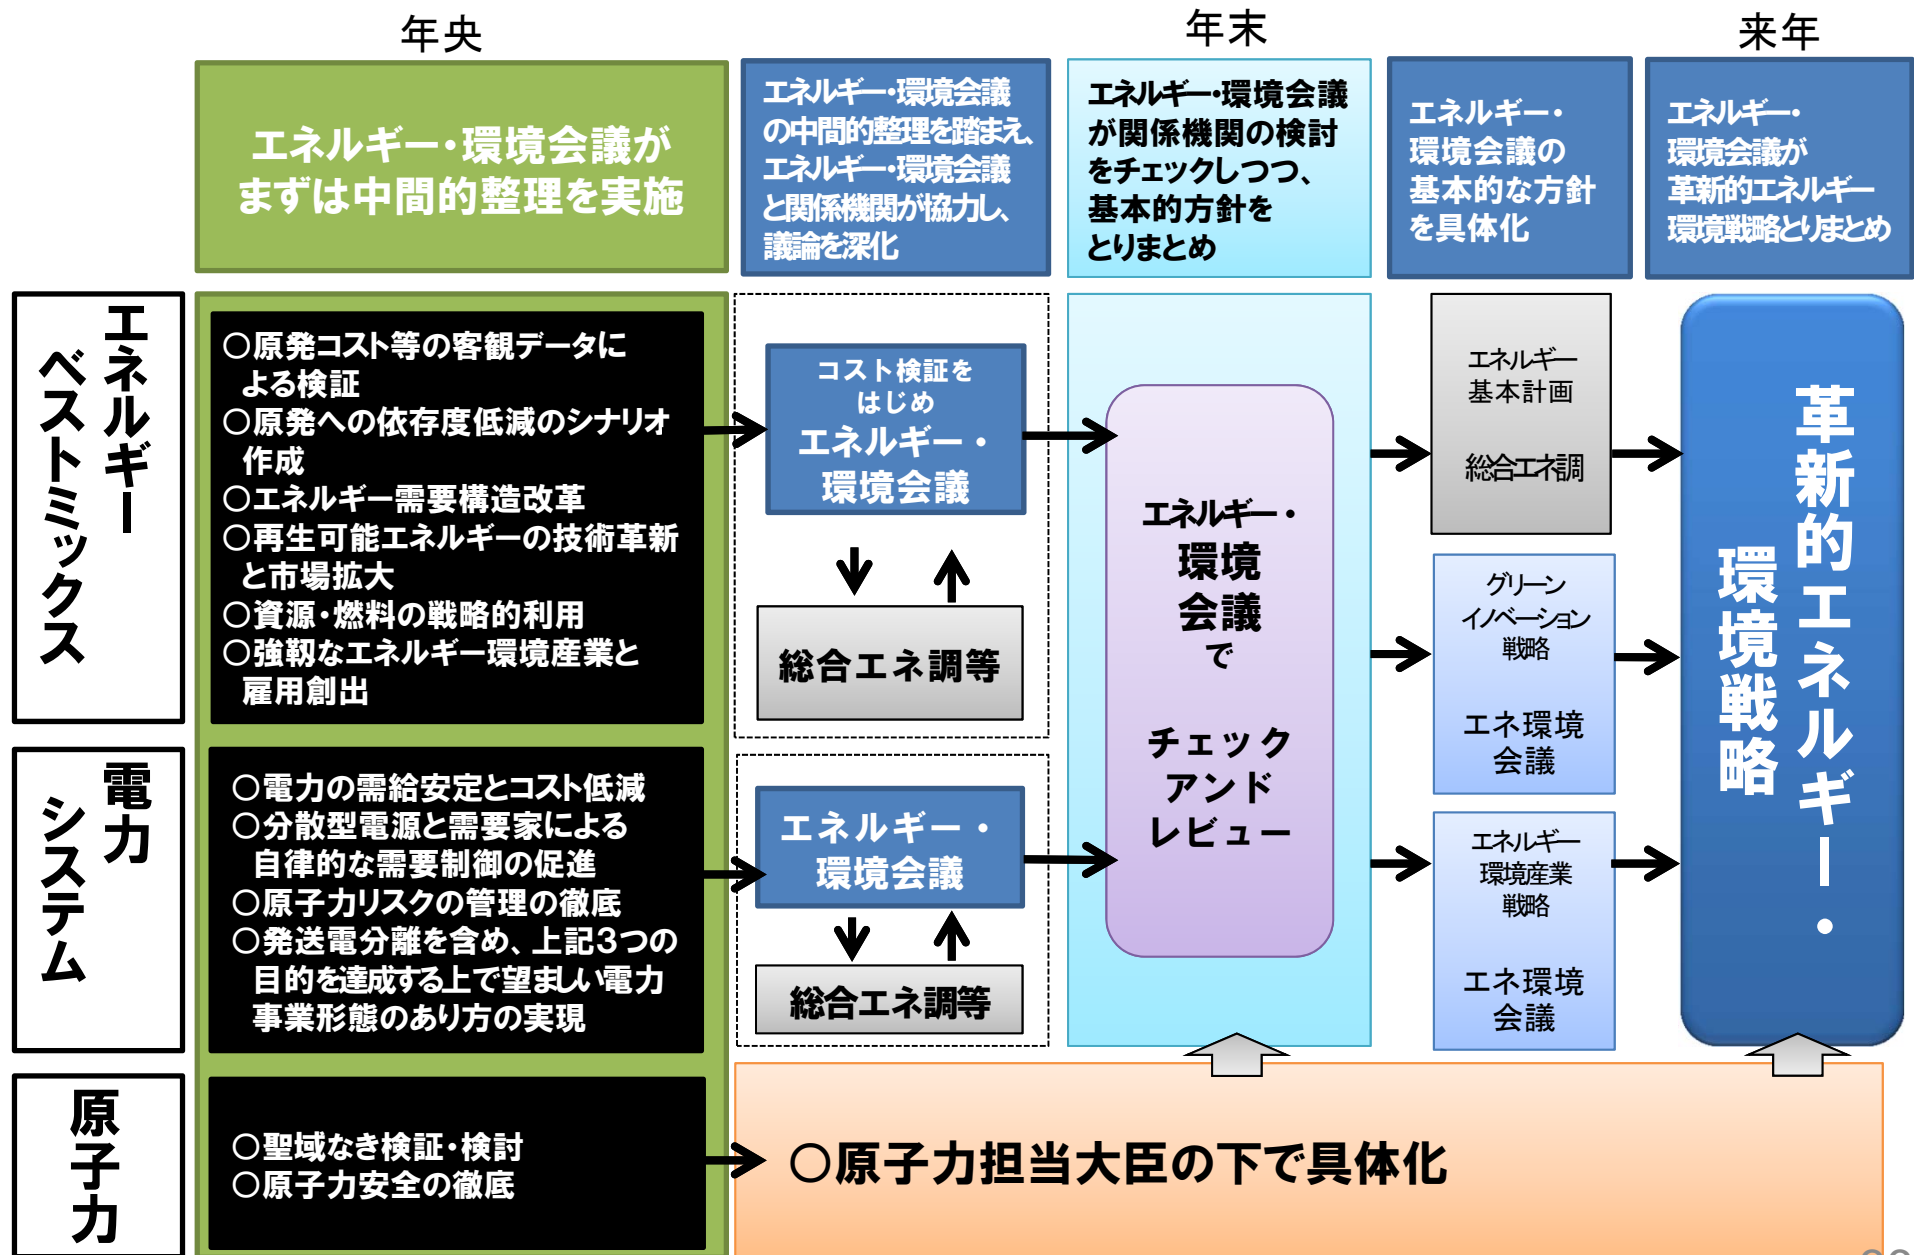 年央
年末
来年
エネルギー・環境会議が
まずは中間的整理を実施
エネルギー・環境会議
の中間的整理を踏まえ、
エネルギー・環境会議
と関係機関が協力し、
議論を深化
エネルギー・環境会議
が関係機関の検討
をチェックしつつ、
基本的方針を
とりまとめ
エネルギー・
環境会議の
基本的な方針
を具体化
エネルギー・
環境会議が
革新的エネルギー
環境戦略とりまとめ
エネルギー
ベストミックス
○原発コスト等の客観データに
よる検証
○原発への依存度低減のシナリオ
作成
○エネルギー需要構造改革
○再生可能エネルギーの技術革新
と市場拡大
○資源・燃料の戦略的利用
○強靭なエネルギー環境産業と
雇用創出
コスト検証を
はじめ
エネルギー・
環境会議
総合エネ調等
エネルギー・
環境
会議
で
チェック
アンド
レビュー
エネルギー
基本計画
総合エネ調
グリーン
イノベーション
戦略
エネ環境
会議
エネルギー
環境産業
戦略
エネ環境
会議
革新的エネルギー・
環境戦略
電力
システム
○電力の需給安定とコスト低減
○分散型電源と需要家による
自律的な需要制御の促進
○原子力リスクの管理の徹底
○発送電分離を含め、上記3つの
目的を達成する上で望ましい電力
事業形態のあり方の実現
エネルギー・
環境会議
総合エネ調等
原子力
○聖域なき検証・検討
○原子力安全の徹底
○原子力担当大臣の下で具体化